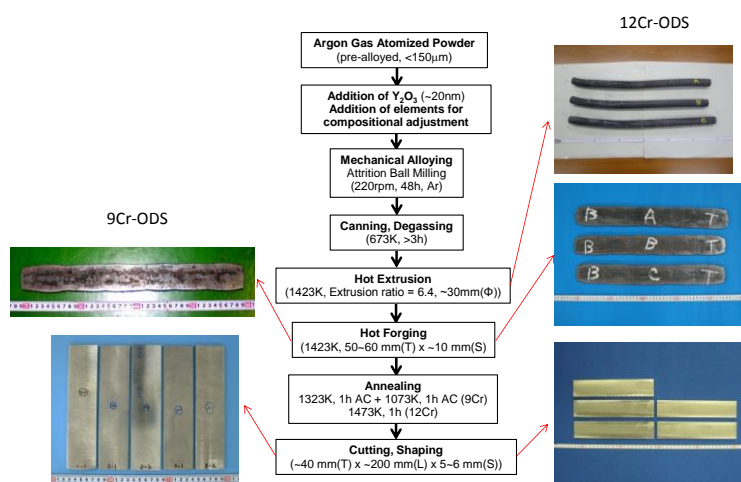 12Cr-ODS
Argon Gas Atomized Powder
(pre-alloyed, <150μm)
Addition of Y₂O₃ (~20nm)
Addition of elements for
compositional adjustment
Mechanical Alloying
Attrition Ball Milling
(220rpm, 48h, Ar)
Canning, Degassing
(673K, >3h)
9Cr-ODS
Hot Extrusion
(1423K, Extrusion ratio = 6.4, ~30mm(Φ))
Hot Forging
(1423K, 50~60 mm(T) x ~10 mm(S)
Annealing
1323K, 1h AC + 1073K, 1h AC (9Cr)
1473K, 1h (12Cr)
Cutting, Shaping
(~40 mm(T) x ~200 mm(L) x 5~6 mm(S))
B A T
B B T
B C T